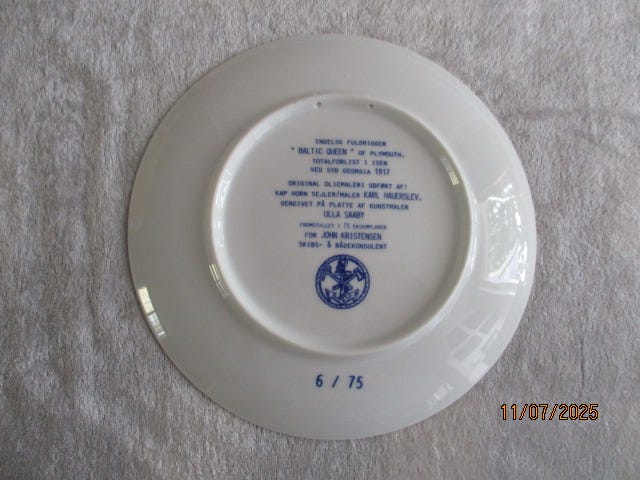 ENGELSK FULDRIGGER
" BALTIC QUEEN " OF PLYMOUTH.
TOTALFORLIST I ISEN
VED SYD GEORGIA 1917
ORIGINAL OLIEMALERI UDFØRT AF:
KAP HORN SEJLER/MALER KARL HAUERSLEV.
GENGIVET PÅ PLATTE AF KUNSTMALER
ULLA SAABY
FREMSTILLET I 75 EKSEMPLARER
FOR JOHN KRISTENSEN
SKIBS- & BÅDEKONSULENT
6 / 75
11/07/2025